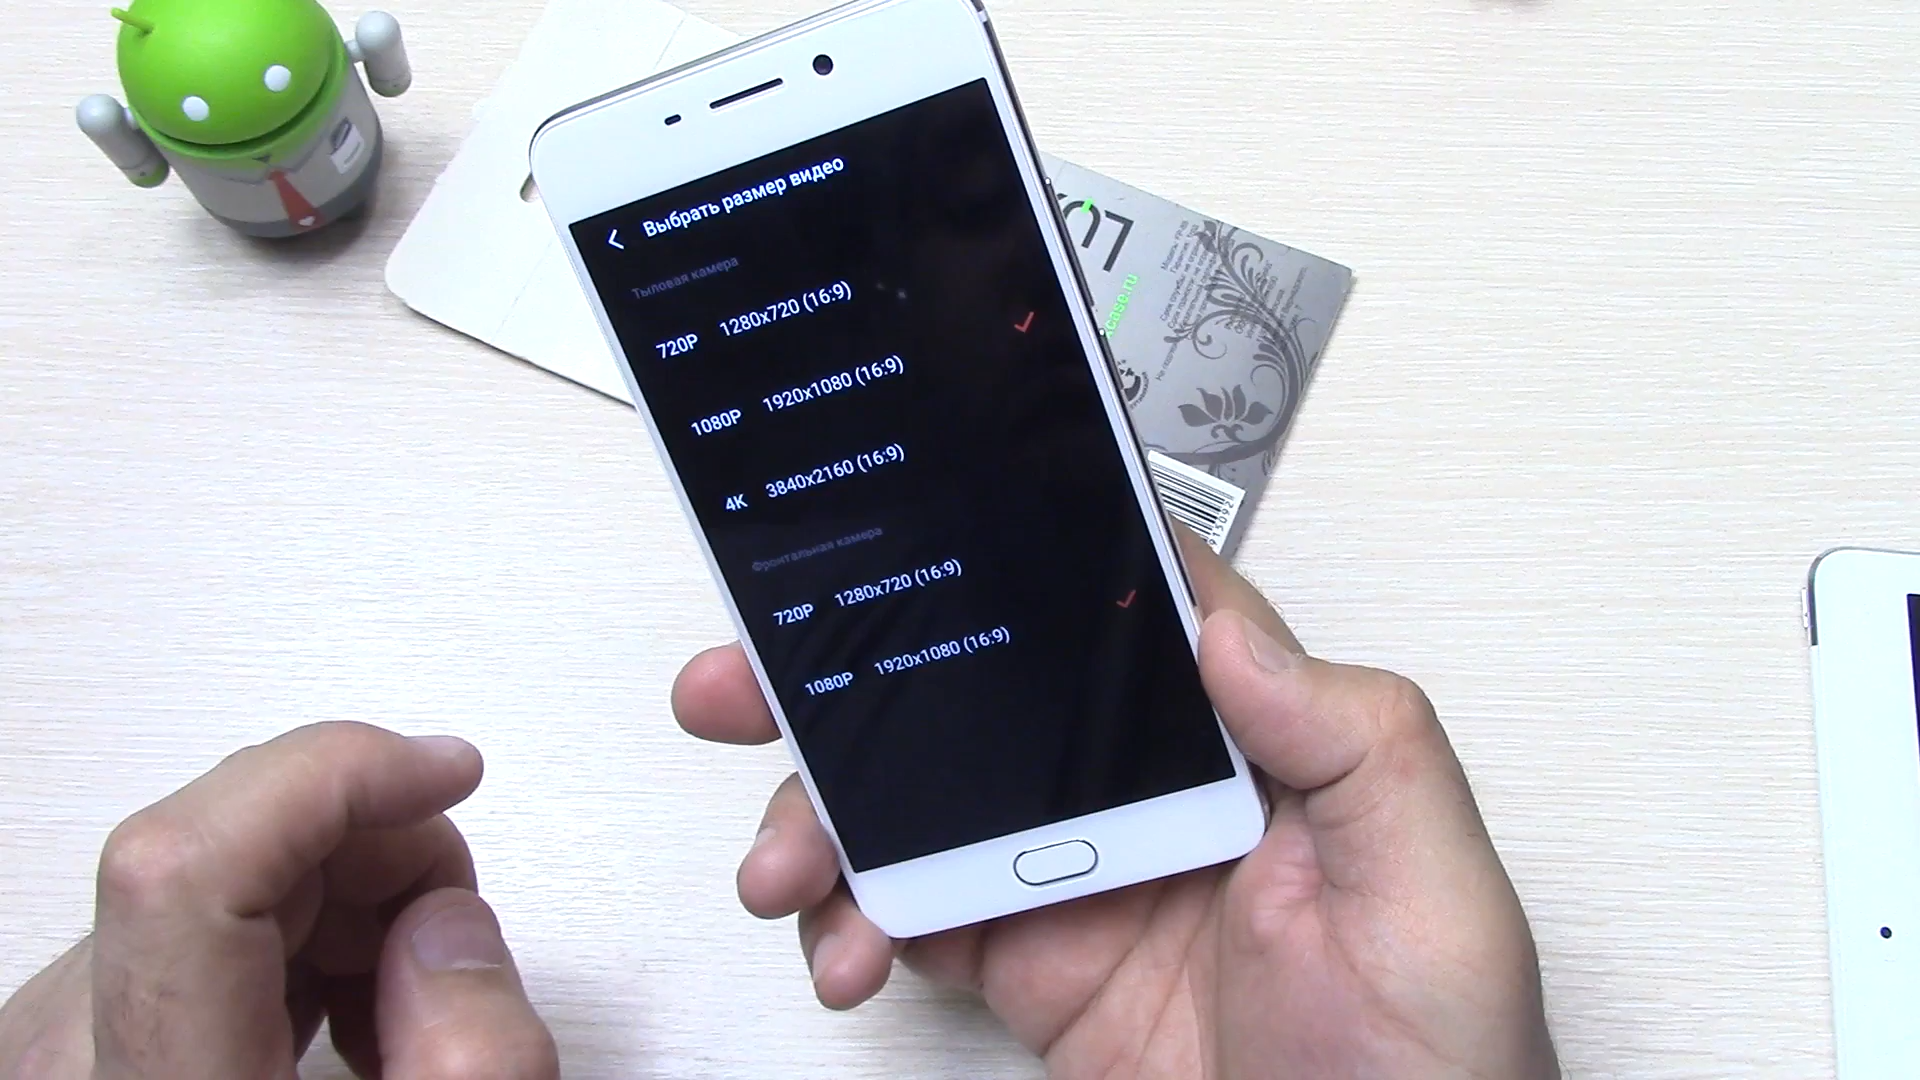 Выбрать размер видео
Тыловая камера
720P 1280x720 (16:9)
1080P 1920x1080 (16:9)
4K 3840x2160 (16:9)
Фронтальная камера
720P 1280x720 (16:9)
1080P 1920x1080 (16:9)
case.ru